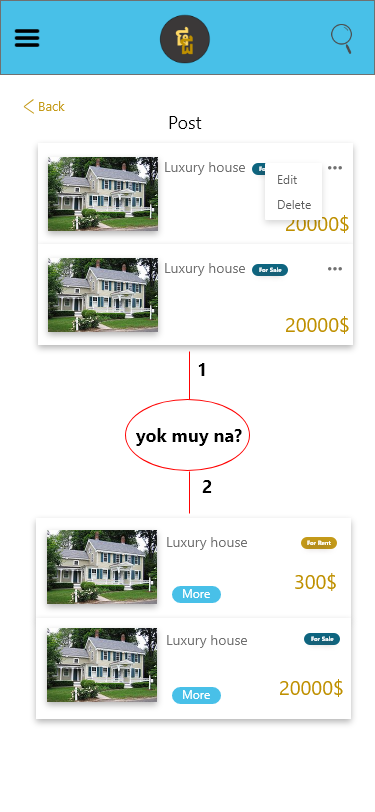 Back
Post
Luxury house
Edit
Delete
20000$
Luxury house For Sale
20000$
1
yok muy na?
2
Luxury house For Rent
300$
More
Luxury house For Sale
20000$
More